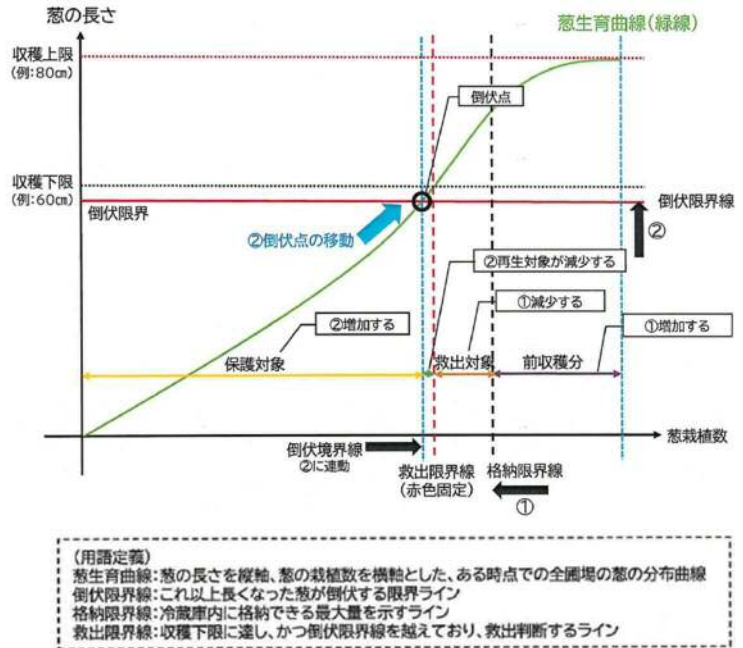 葱の長さ
葱生育曲線(緑線)
収穫上限
(例:80㎝)
倒伏点
収穫下限
(例:60㎝)
倒伏限界
倒伏限界線
②
②倒伏点の移動
②再生対象が減少する
①減少する
②増加する
①増加する
保護対象
救出対象
前収穫分
葱栽植数
倒伏境界線
②に連動
救出限界線
(赤色固定)
格納限界線
①
(用語定義)
葱生育曲線:葱の長さを縦軸、葱の栽植数を横軸とした、ある時点での全圃場の葱の分布曲線
倒伏限界線:これ以上長くなった葱が倒伏する限界ライン
格納限界線:冷蔵庫内に格納できる最大量を示すライン
救出限界線:収穫下限に達し、かつ倒伏限界線を越えており、救出判断するライン